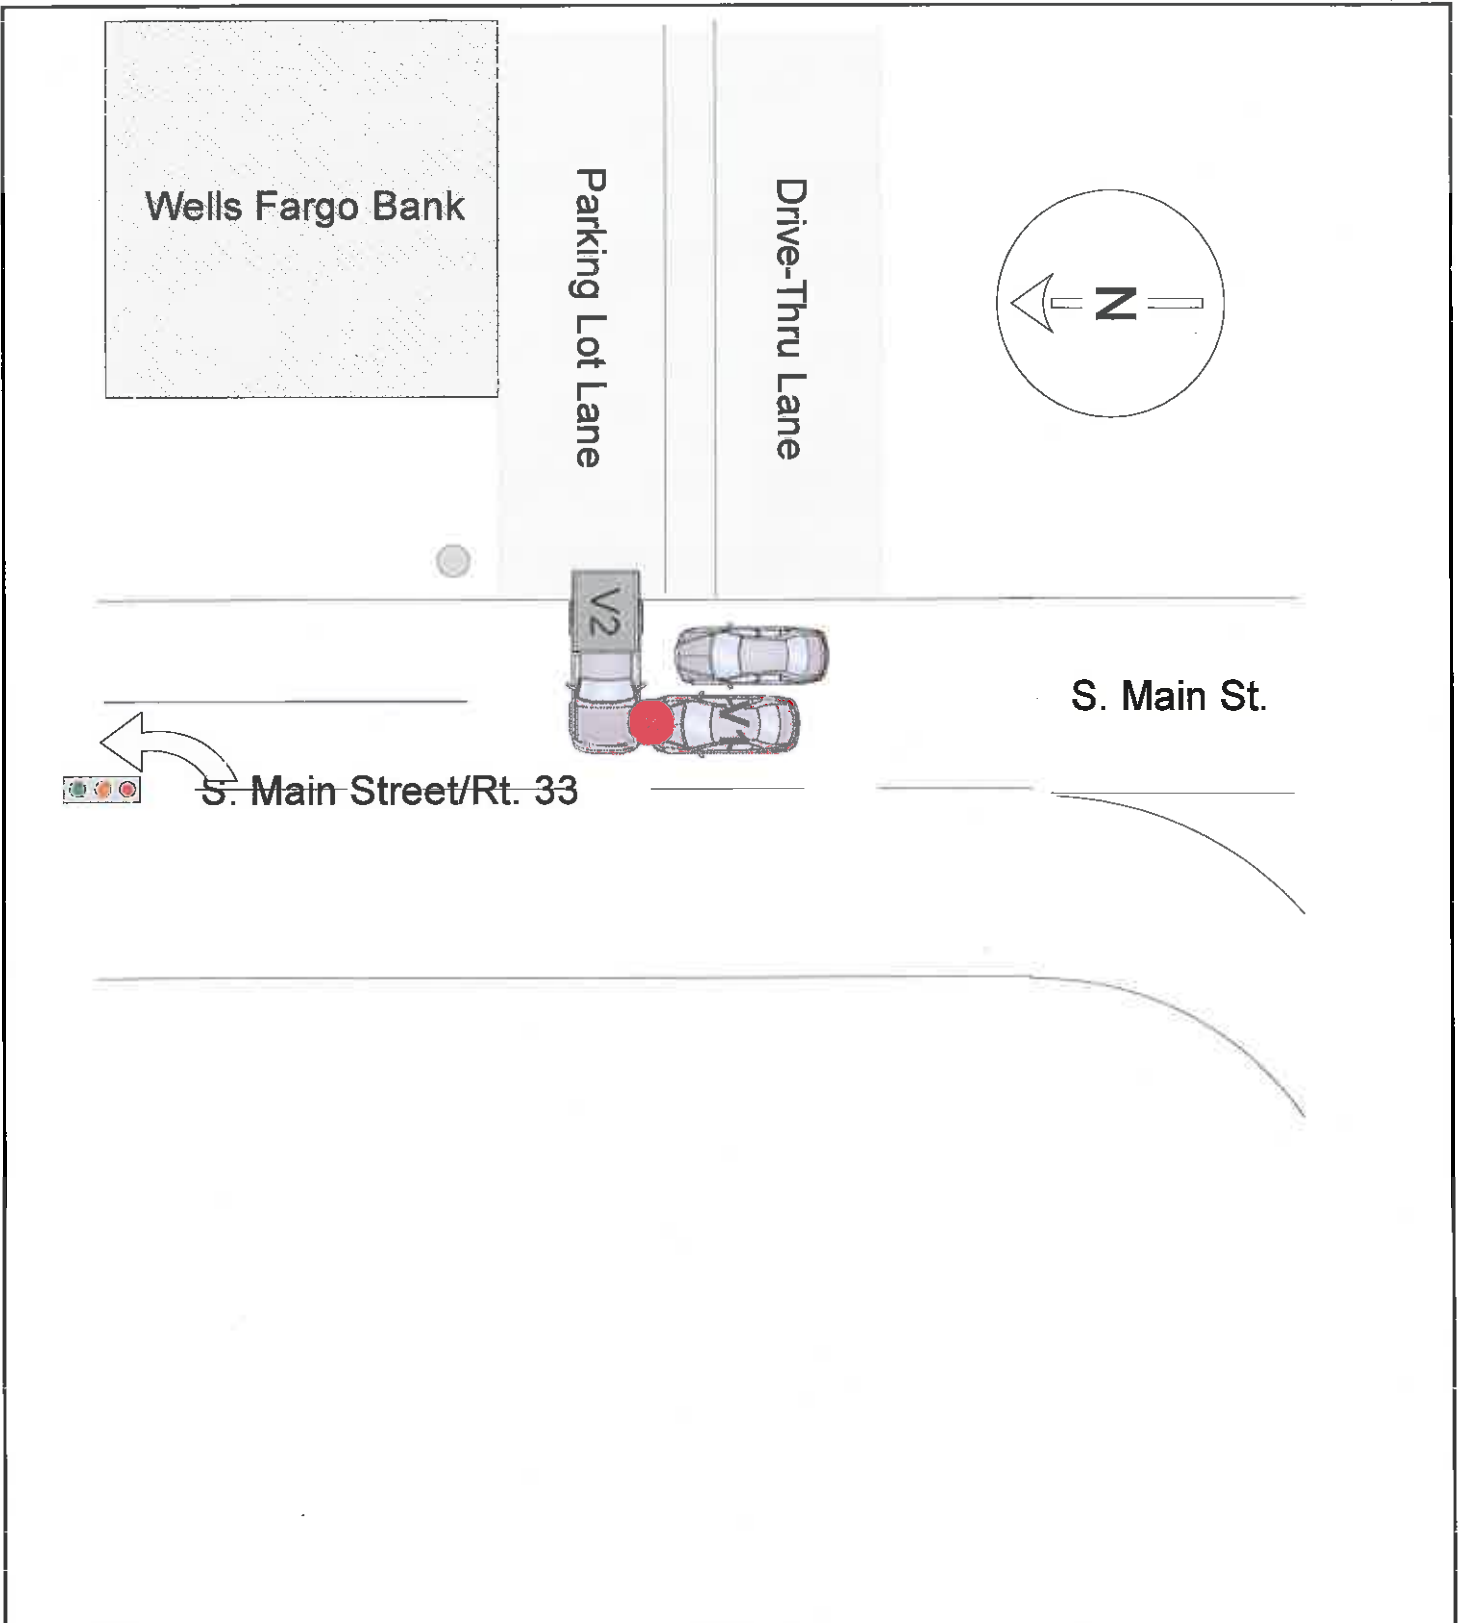 Wells Fargo Bank
Parking Lot Lane
Drive-Thru Lane
N
V2
V1
S. Main St.
S. Main Street/Rt. 33